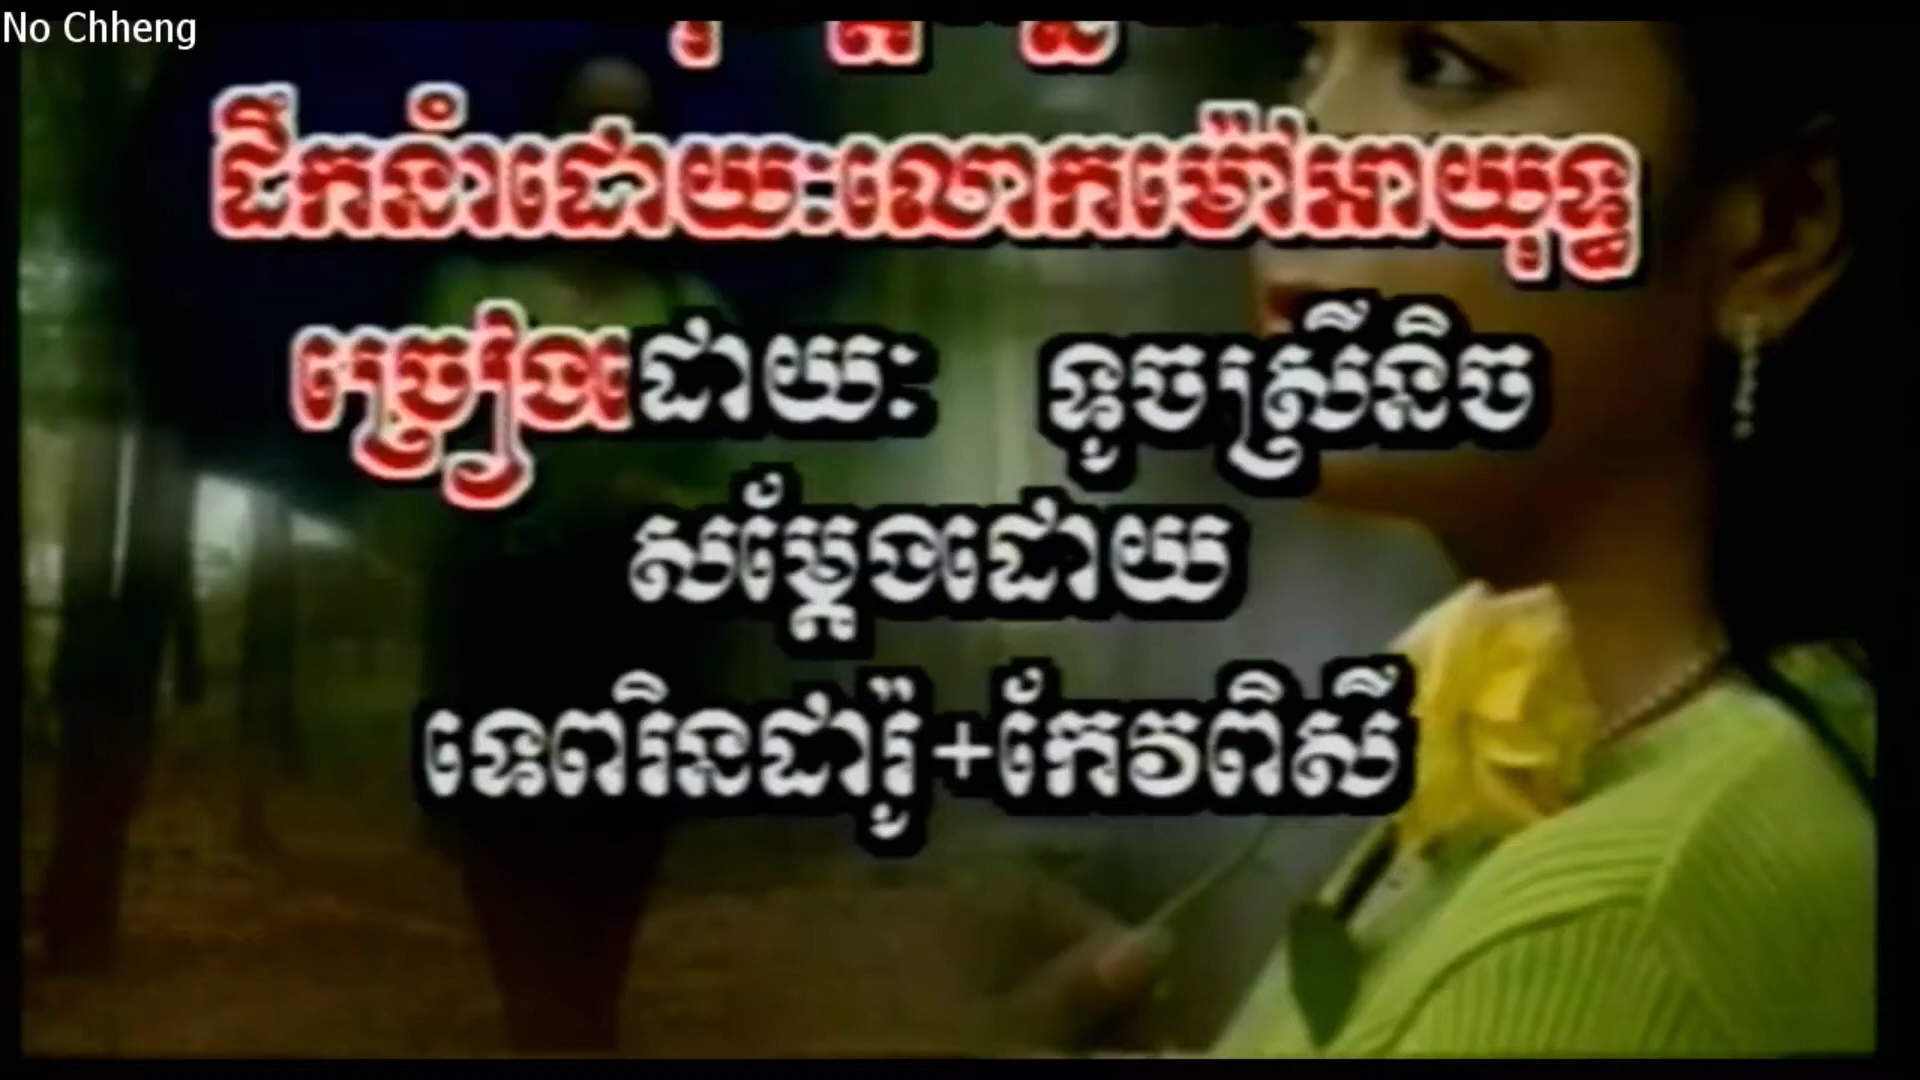 No Chheng
ដឹកនាំដោយៈលោកម៉ៅអាយុទ្ធ
ច្រៀងដោយៈ ទូចស្រីនិច
សម្ដែងដោយ
ទេពរិនដារ៉ូ+កែវពិសី